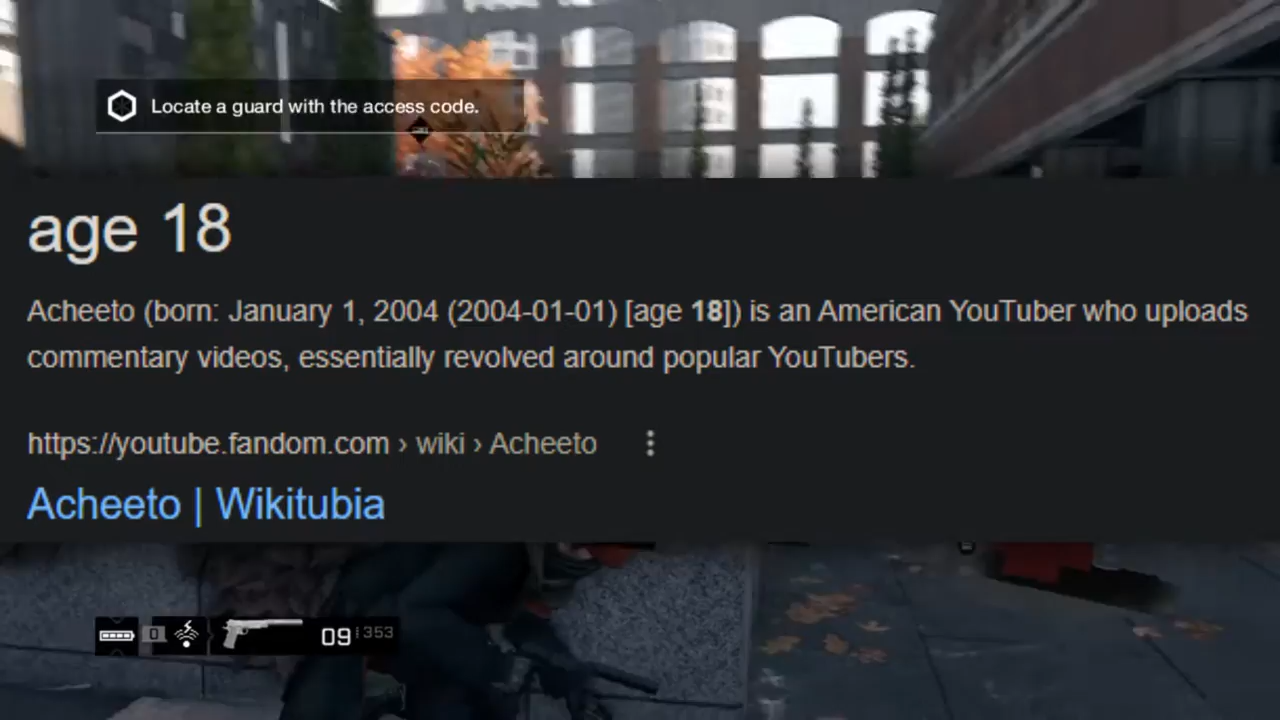 Locate a guard with the access code.
age 18
Acheeto (born: January 1, 2004 (2004-01-01) [age 18]) is an American YouTuber who uploads
commentary videos, essentially revolved around popular YouTubers.
https://youtube.fandom.com › wiki › Acheeto
Acheeto | Wikitubia
0 09 353